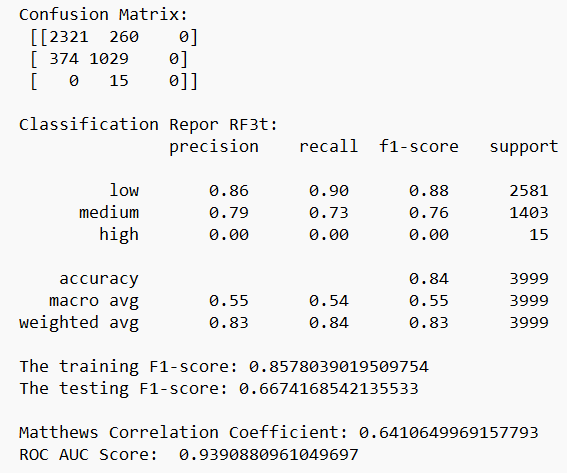 Confusion Matrix:
[[2321 260 0]
[ 374 1029 0]
[ 0 15 0]]
Classification Repor RF3t:
precision recall f1-score support
low 0.86 0.90 0.88 2581
medium 0.79 0.73 0.76 1403
high 0.00 0.00 0.00 15
accuracy 0.84 3999
macro avg 0.55 0.54 0.55 3999
weighted avg 0.83 0.84 0.83 3999
The training F1-score: 0.8578039019509754
The testing F1-score: 0.6674168542135533
Matthews Correlation Coefficient: 0.6410649969157793
ROC AUC Score: 0.9390880961049697